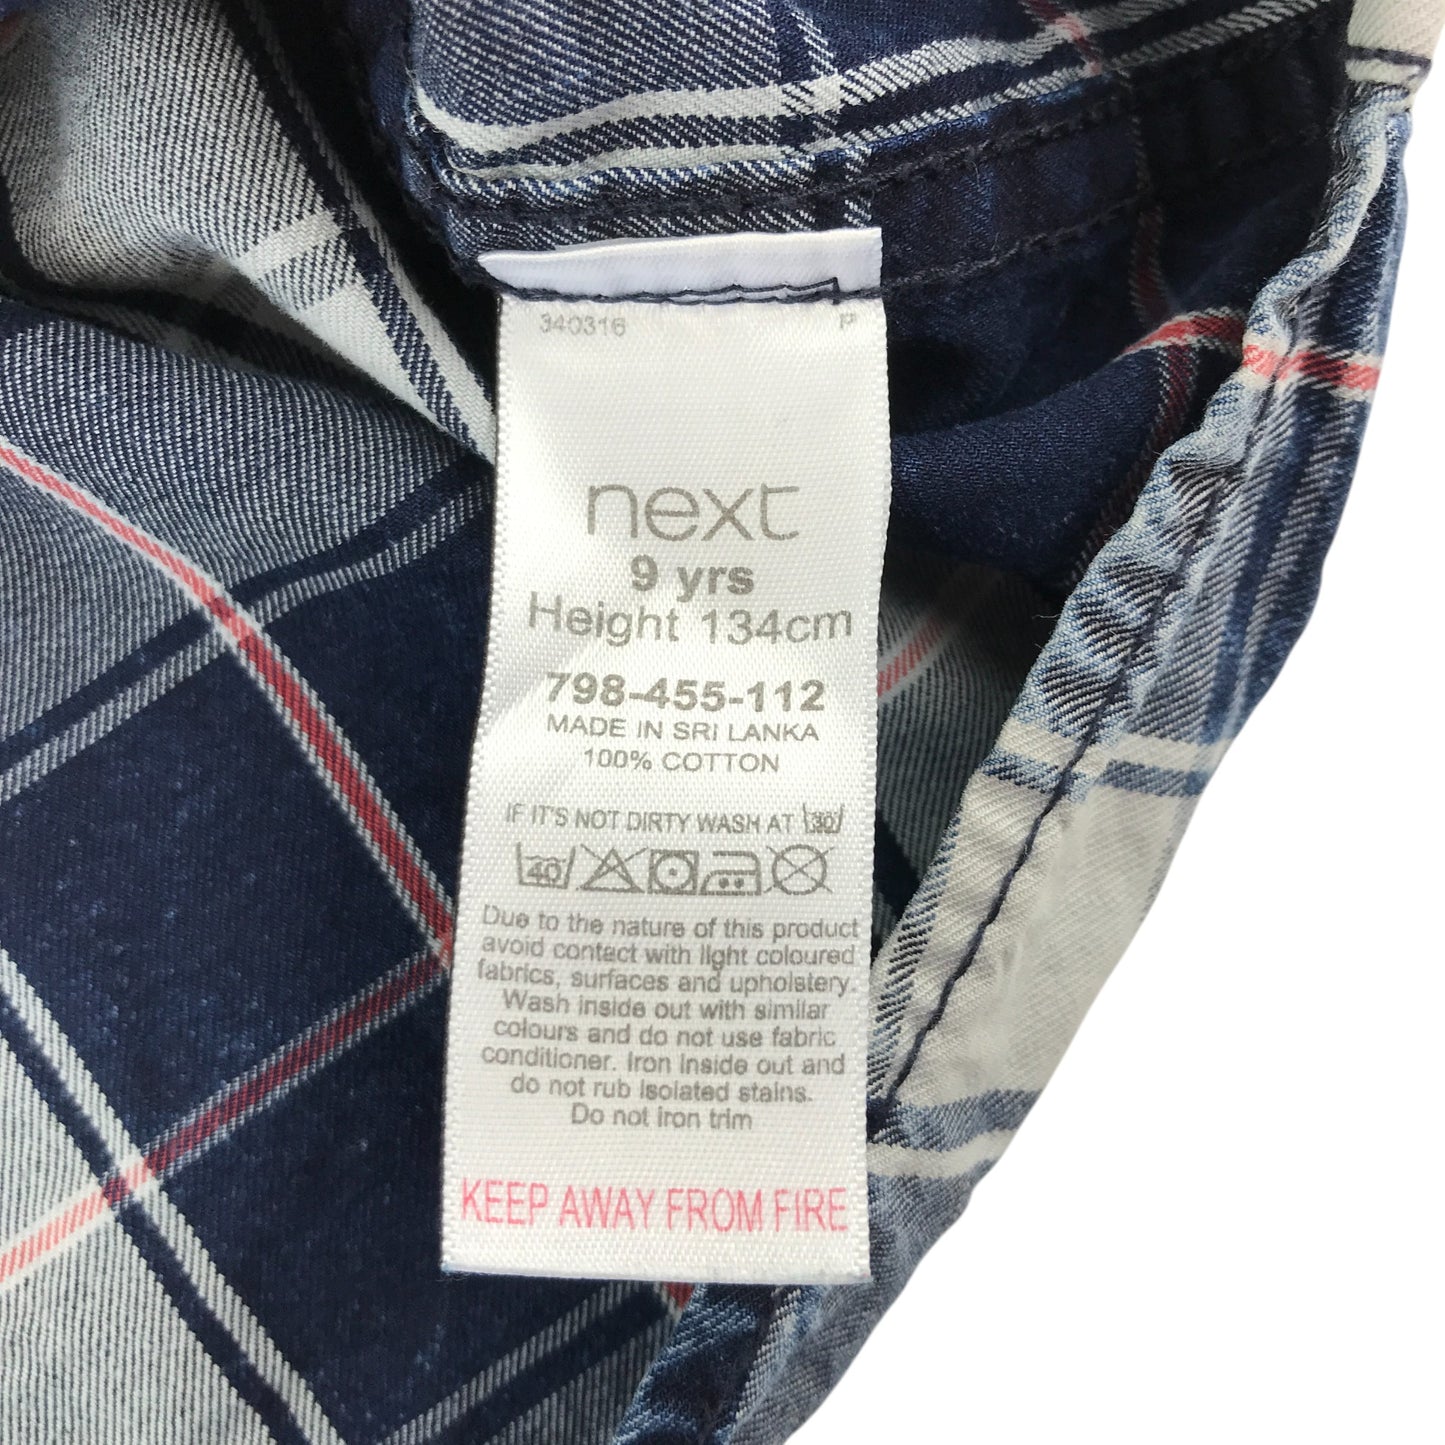 340316 P
next
9 yrs
Height 134cm
798-455-112
MADE IN SRI LANKA
100% COTTON
IF IT'S NOT DIRTY WASH AT 30
40
Due to the nature of this product
avoid contact with light coloured
fabrics, surfaces and upholstery.
Wash inside out with similar
colours and do not use fabric
conditioner. Iron inside out and
do not rub isolated stains.
Do not iron trim
KEEP AWAY FROM FIRE